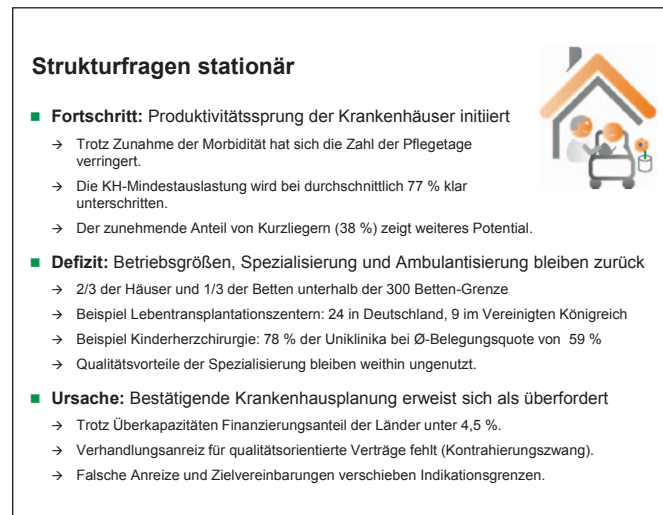 Strukturfragen stationär
■ Fortschritt: Produktivitätssprung der Krankenhäuser initiiert
→ Trotz Zunahme der Morbidität hat sich die Zahl der Pflegetage
verringert.
→ Die KH-Mindestauslastung wird bei durchschnittlich 77 % klar
unterschritten.
→ Der zunehmende Anteil von Kurzliegern (38 %) zeigt weiteres Potential.
■ Defizit: Betriebsgrößen, Spezialisierung und Ambulantisierung bleiben zurück
→ 2/3 der Häuser und 1/3 der Betten unterhalb der 300 Betten-Grenze
→ Beispiel Lebentransplantationszentern: 24 in Deutschland, 9 im Vereinigten Königreich
→ Beispiel Kinderherzchirurgie: 78 % der Uniklinika bei Ø-Belegungsquote von 59 %
→ Qualitätsvorteile der Spezialisierung bleiben weithin ungenutzt.
■ Ursache: Bestätigende Krankenhausplanung erweist sich als überfordert
→ Trotz Überkapazitäten Finanzierungsanteil der Länder unter 4,5 %.
→ Verhandlungsanreiz für qualitätsorientierte Verträge fehlt (Kontrahierungszwang).
→ Falsche Anreize und Zielvereinbarungen verschieben Indikationsgrenzen.